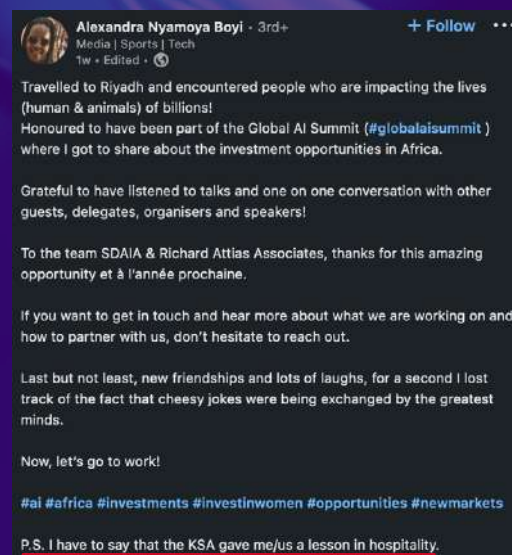 Alexandra Nyamoya Boyi · 3rd+
+ Follow ...
Media | Sports | Tech
1w • Edited •
Travelled to Riyadh and encountered people who are impacting the lives
(human & animals) of billions!
Honoured to have been part of the Global AI Summit (#globalaisummit )
where I got to share about the investment opportunities in Africa.
Grateful to have listened to talks and one on one conversation with other
guests, delegates, organisers and speakers!
To the team SDAIA & Richard Attias Associates, thanks for this amazing
opportunity et à l'année prochaine.
If you want to get in touch and hear more about what we are working on and
how to partner with us, don't hesitate to reach out.
Last but not least, new friendships and lots of laughs, for a second I lost
track of the fact that cheesy jokes were being exchanged by the greatest
minds.
Now, let's go to work!
#ai #africa #investments #investinwomen #opportunities #newmarkets
P.S. I have to say that the KSA gave me/us a lesson in hospitality.